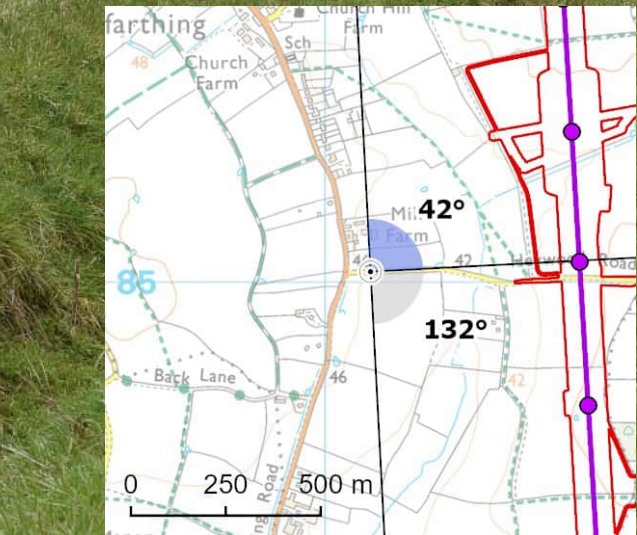 farthing
Church Hill
Farm
Sch
48
Church
Farm
42°
Mill
Farm
42
Road
85
132°
Back Lane
46
42
0 250 500 m
Road